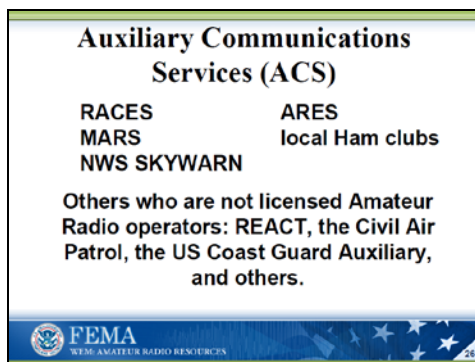 Auxiliary Communications
Services (ACS)
RACES ARES
MARS local Ham clubs
NWS SKYWARN
Others who are not licensed Amateur
Radio operators: REACT, the Civil Air
Patrol, the US Coast Guard Auxiliary,
and others.
FEMA
WEM: AMATEUR RADIO RESOURCES